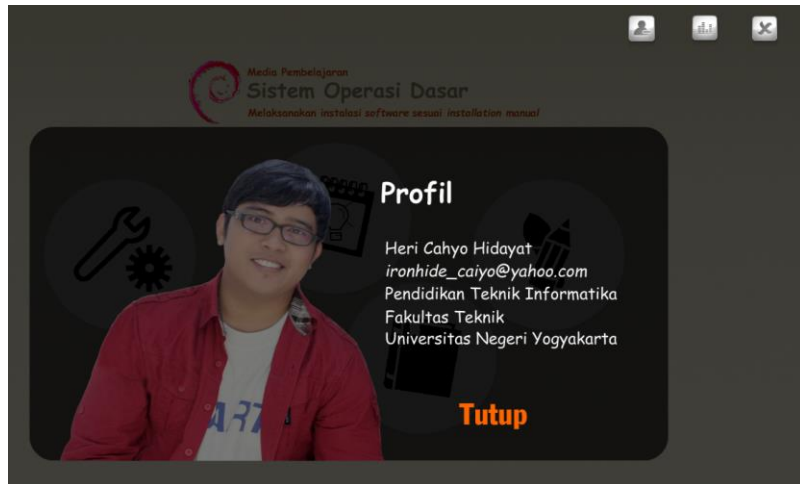 Media Pembelajaran
Sistem Operasi Dasar
Melaksanakan instalasi software sesuai installation manual
Profil
Heri Cahyo Hidayat
ironhide_caiyo@yahoo.com
Pendidikan Teknik Informatika
Fakultas Teknik
Universitas Negeri Yogyakarta
Tutup